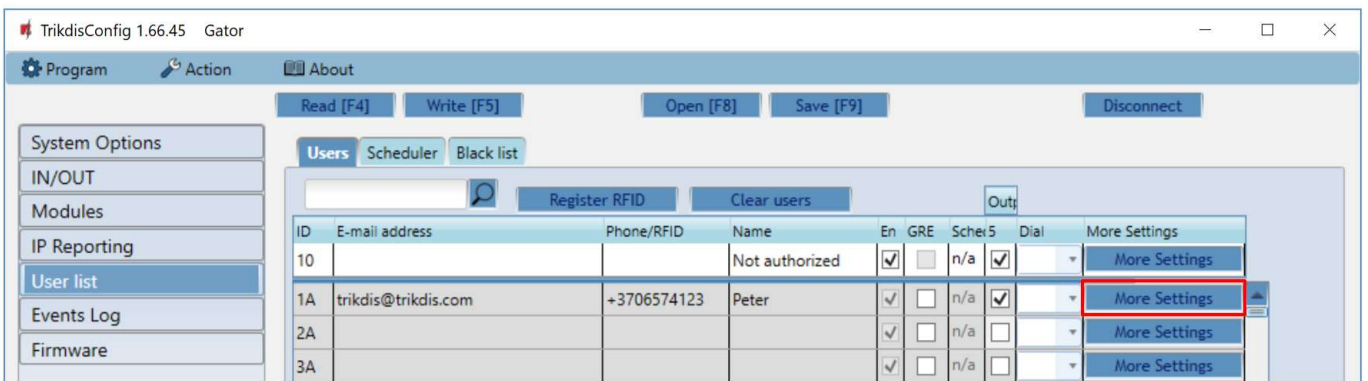 TrikdisConfig 1.66.45 Gator
Program Action About
Read [F4] Write [F5] Open [F8] Save [F9] Disconnect
System Options
IN/OUT
Modules
IP Reporting
User list
Events Log
Firmware
Users Scheduler Black list
Register RFID Clear users Outp
ID E-mail address Phone/RFID Name En GRE Sche 5 Dial More Settings
10 Not authorized n/a More Settings
1A trikdis@trikdis.com +3706574123 Peter n/a More Settings
2A n/a More Settings
3A n/a More Settings